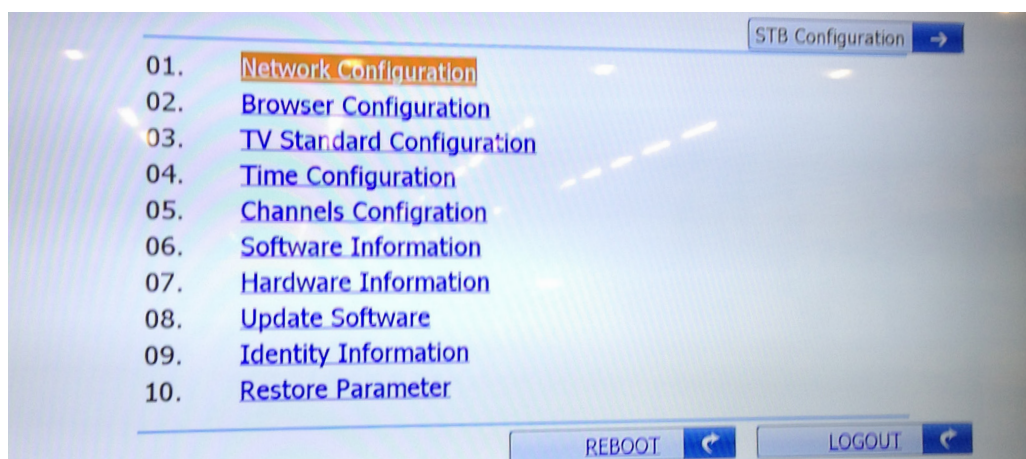 STB Configuration
01. Network Configuration
02. Browser Configuration
03. TV Standard Configuration
04. Time Configuration
05. Channels Configration
06. Software Information
07. Hardware Information
08. Update Software
09. Identity Information
10. Restore Parameter
REBOOT LOGOUT